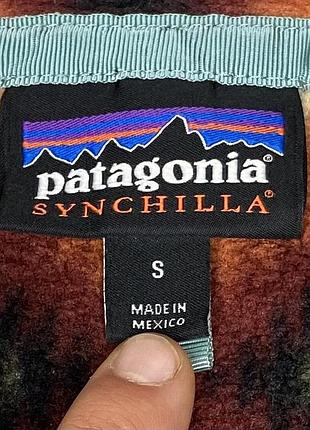 patagonia®
SYNCHILLA®
S
MADE IN
MEXICO